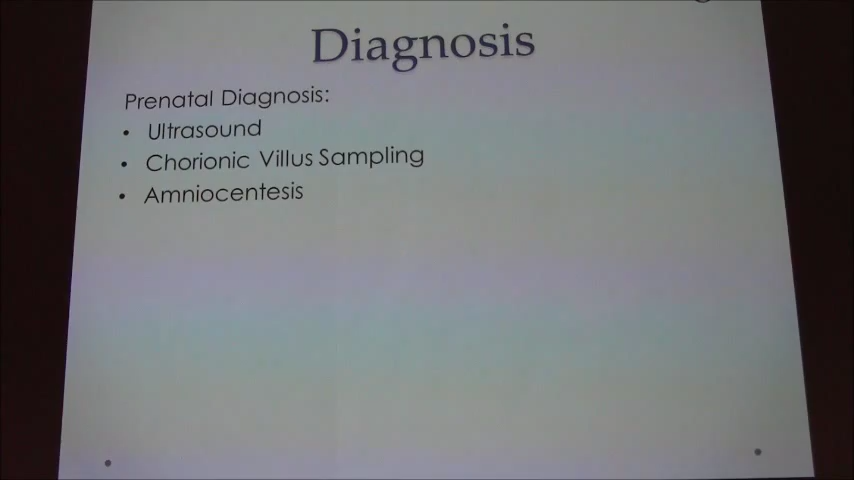 Diagnosis
Prenatal Diagnosis:
• Ultrasound
• Chorionic Villus Sampling
• Amniocentesis